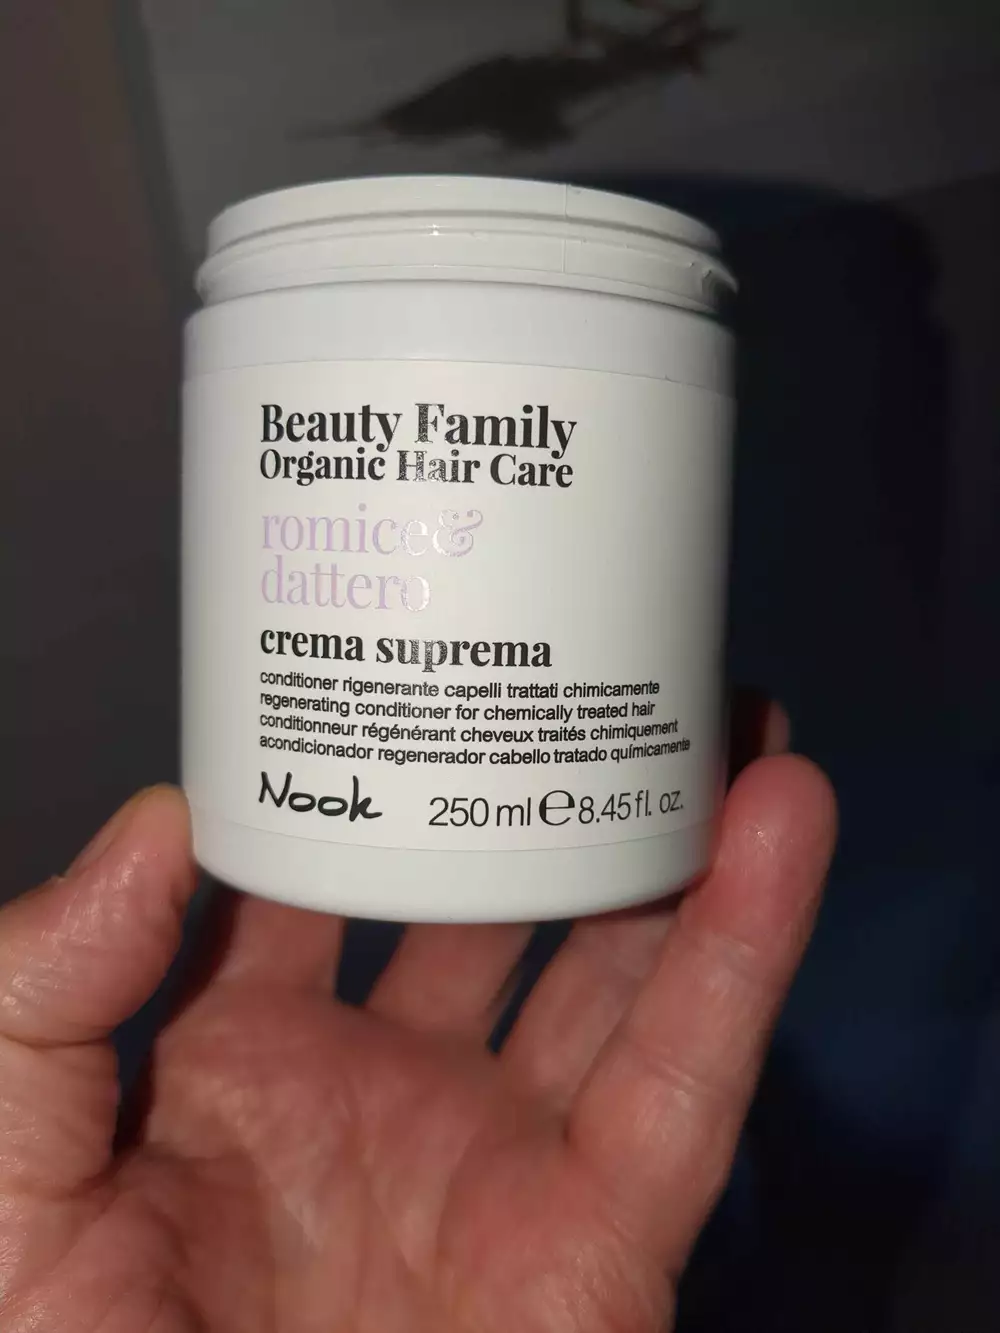 Beauty Family
Organic Hair Care
romice &
dattero
crema suprema
conditioner rigenerante capelli trattati chimicamente
regenerating conditioner for chemically treated hair
conditionneur régénérant cheveux traités chimiquement
acondicionador regenerador cabello tratado químicamente
Nook 250 ml ℮ 8.45 fl. oz.